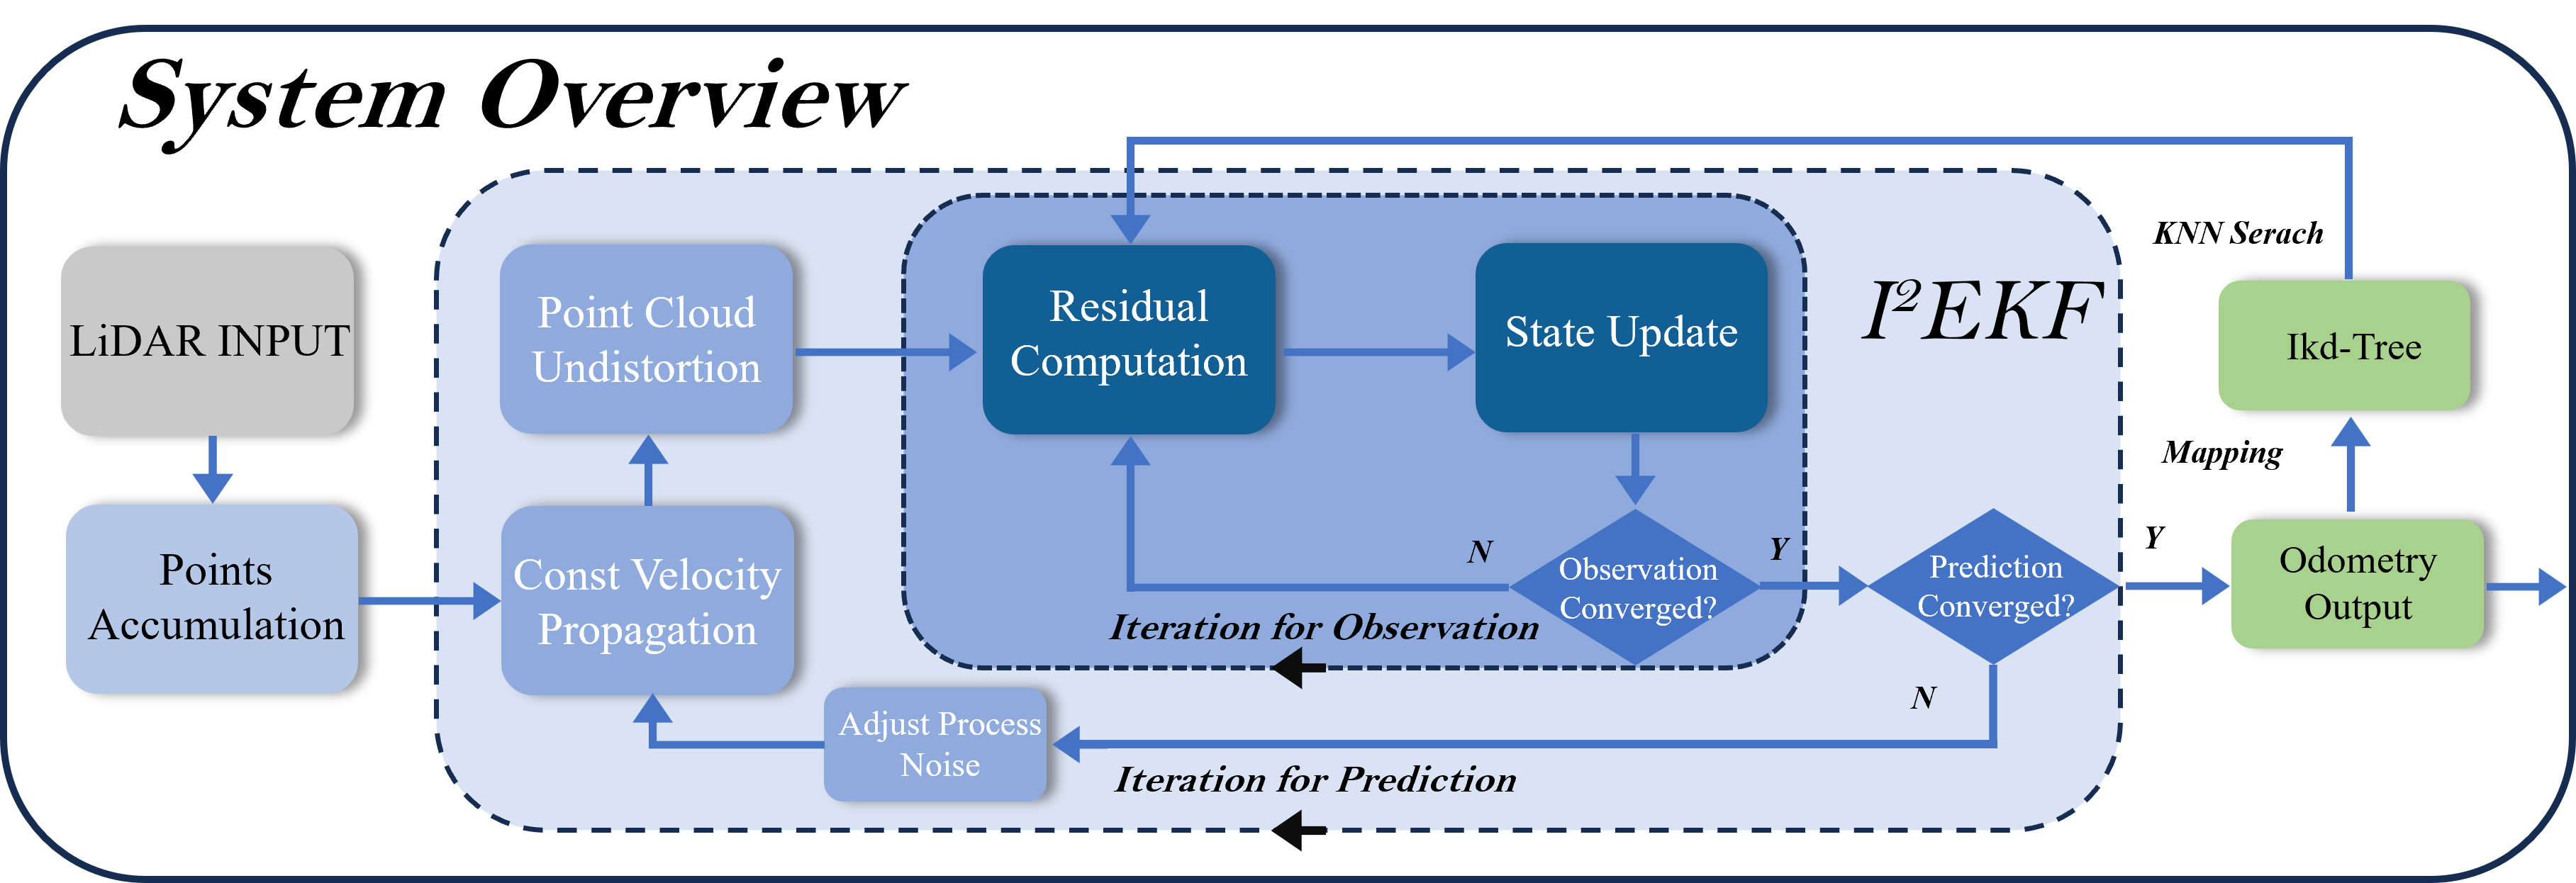 System Overview
LiDAR INPUT
Points
Accumulation
Point Cloud
Undistortion
Const Velocity
Propagation
Adjust Process
Noise
Residual
Computation
State Update
Observation
Converged?
N
Y
Iteration for Observation
I²EKF
Prediction
Converged?
N
Y
Iteration for Prediction
KNN Serach
Ikd-Tree
Mapping
Odometry
Output